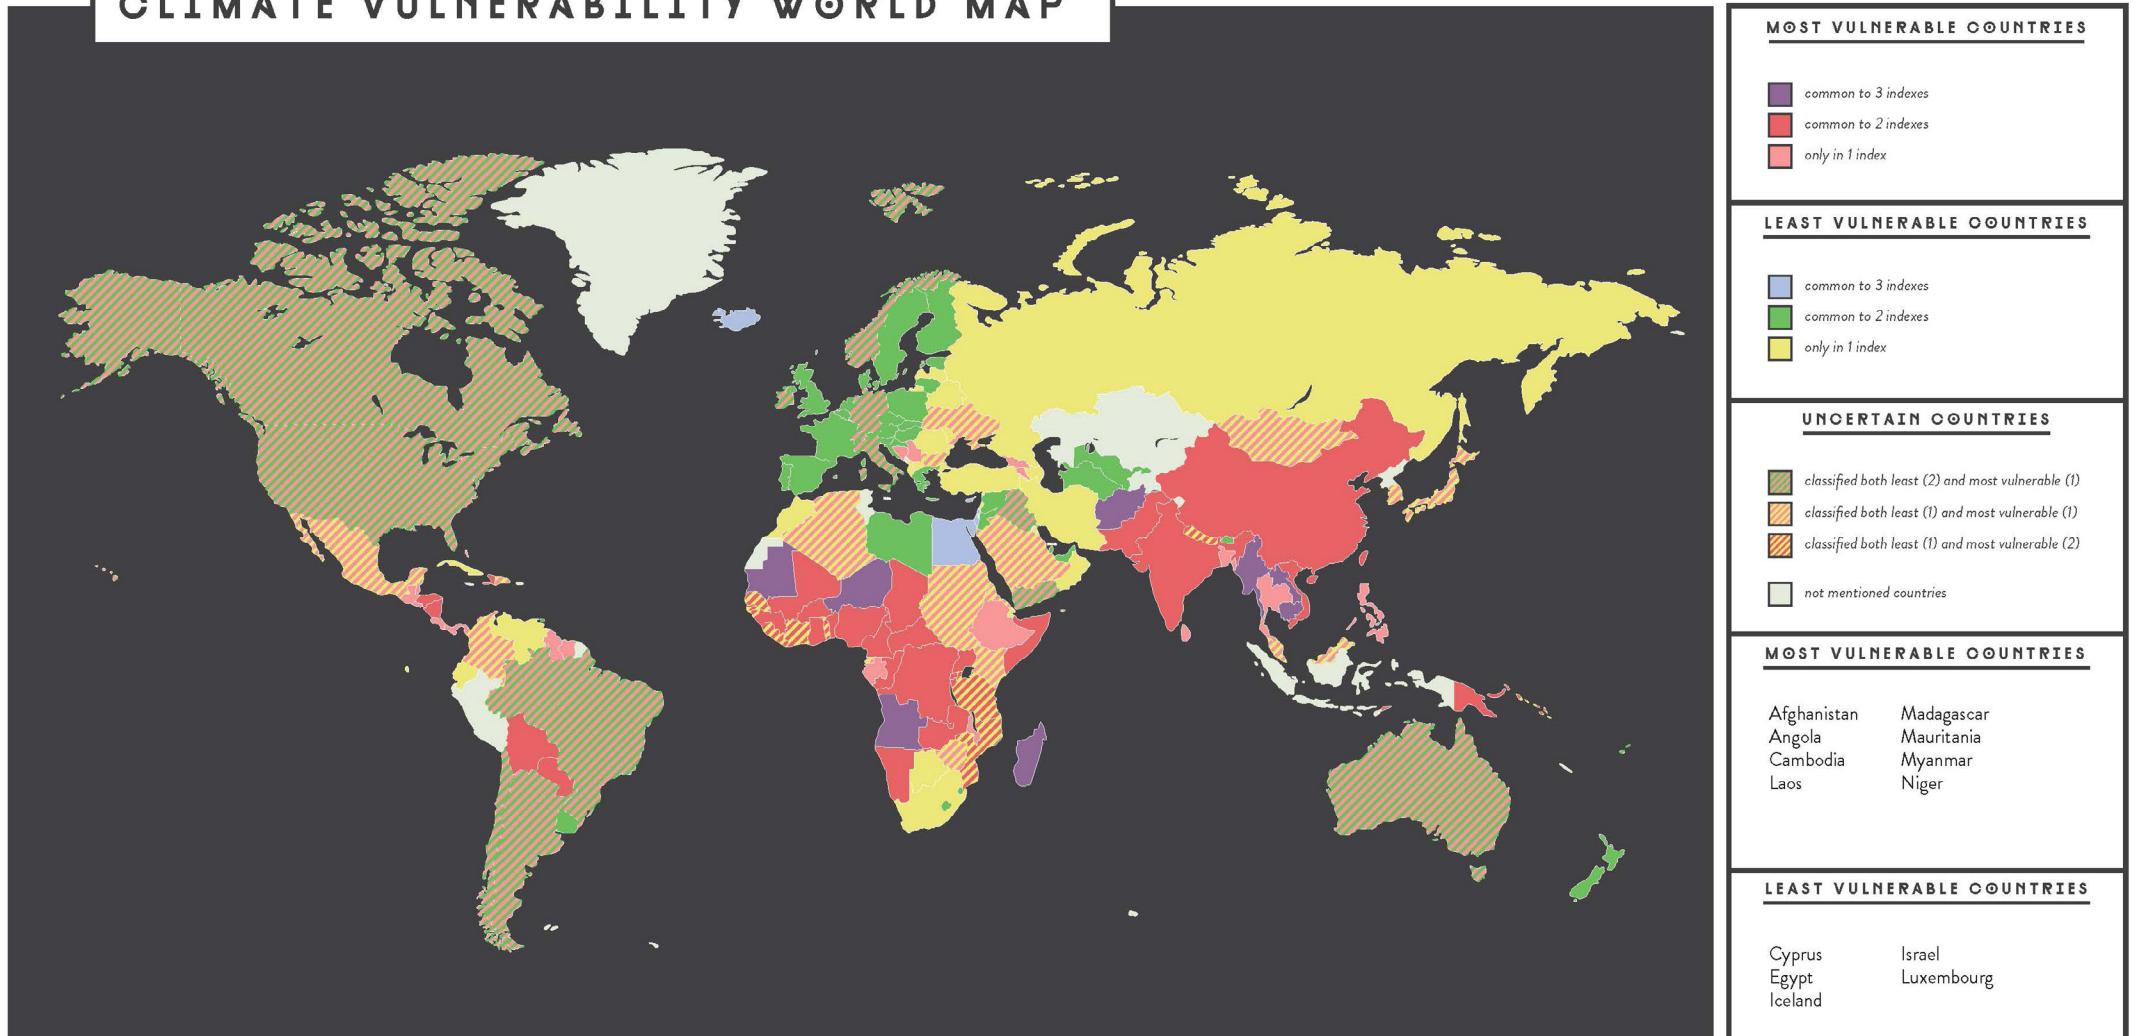 CLIMATE VULNERABILITY WORLD MAP
MOST VULNERABLE COUNTRIES
common to 3 indexes
common to 2 indexes
only in 1 index
LEAST VULNERABLE COUNTRIES
common to 3 indexes
common to 2 indexes
only in 1 index
UNCERTAIN COUNTRIES
classified both least (2) and most vulnerable (1)
classified both least (1) and most vulnerable (1)
classified both least (1) and most vulnerable (2)
not mentioned countries
MOST VULNERABLE COUNTRIES
Afghanistan Madagascar
Angola Mauritania
Cambodia Myanmar
Laos Niger
LEAST VULNERABLE COUNTRIES
Cyprus Israel
Egypt Luxembourg
Iceland